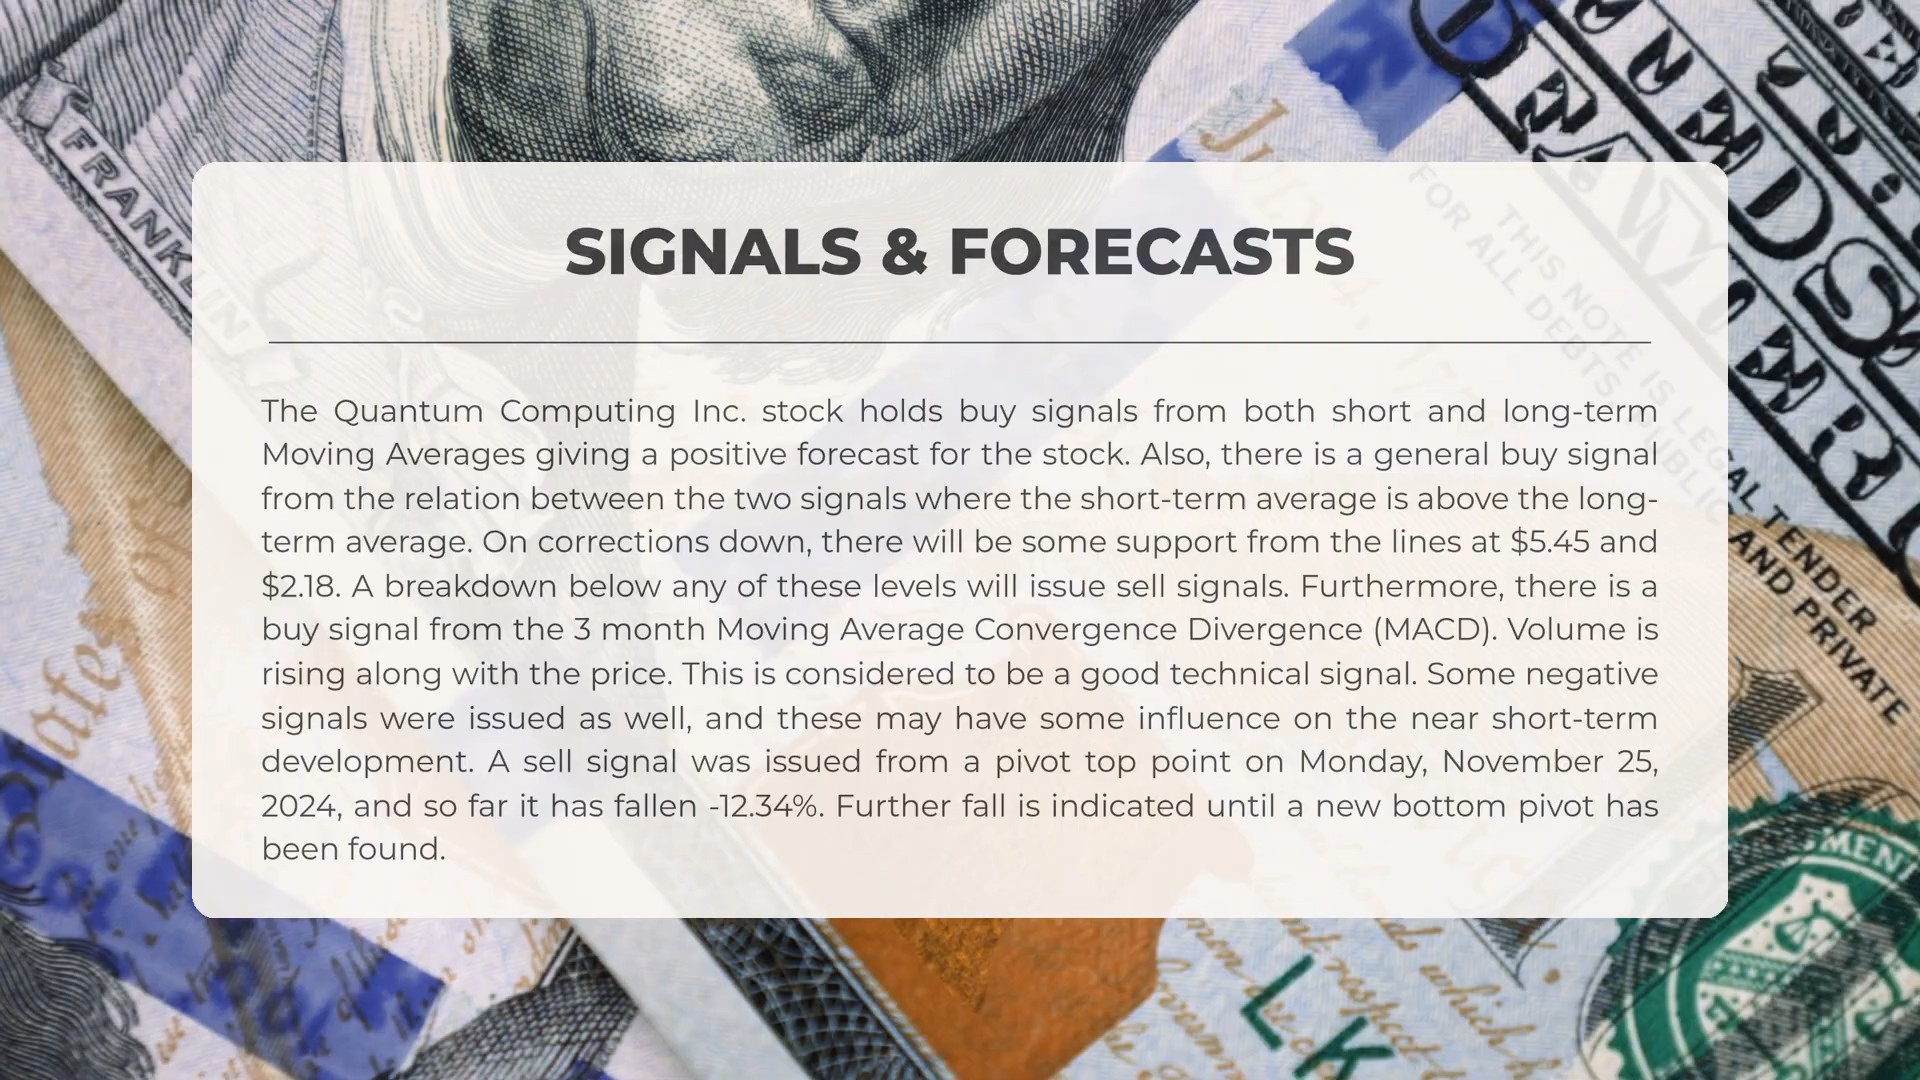 FRANKLIN
July 4, 1776
THIS NOTE IS LEGAL TENDER
FOR ALL DEBTS, PUBLIC AND PRIVATE
SIGNALS & FORECASTS
The Quantum Computing Inc. stock holds buy signals from both short and long-term
Moving Averages giving a positive forecast for the stock. Also, there is a general buy signal
from the relation between the two signals where the short-term average is above the long-
term average. On corrections down, there will be some support from the lines at $5.45 and
$2.18. A breakdown below any of these levels will issue sell signals. Furthermore, there is a
buy signal from the 3 month Moving Average Convergence Divergence (MACD). Volume is
rising along with the price. This is considered to be a good technical signal. Some negative
signals were issued as well, and these may have some influence on the near short-term
development. A sell signal was issued from a pivot top point on Monday, November 25,
2024, and so far it has fallen -12.34%. Further fall is indicated until a new bottom pivot has
been found.
L K